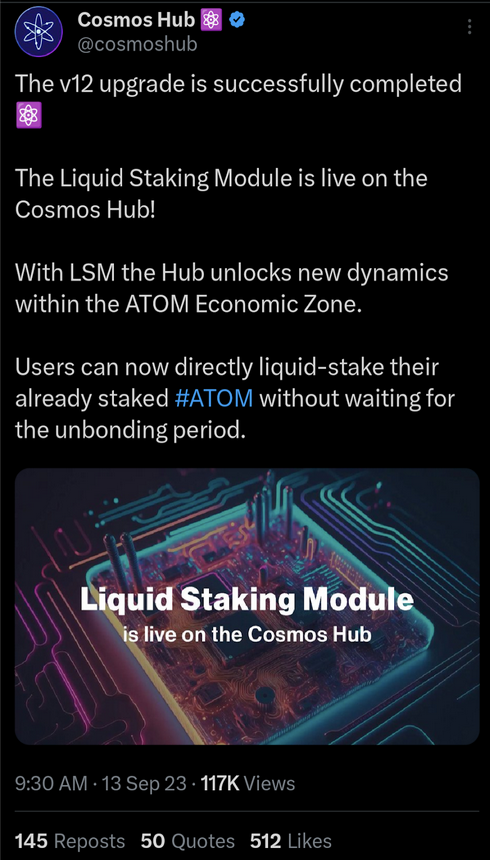 Cosmos Hub ⚛️
@cosmoshub
The v12 upgrade is successfully completed
⚛️
The Liquid Staking Module is live on the
Cosmos Hub!
With LSM the Hub unlocks new dynamics
within the ATOM Economic Zone.
Users can now directly liquid-stake their
already staked #ATOM without waiting for
the unbonding period.
Liquid Staking Module
is live on the Cosmos Hub
9:30 AM · 13 Sep 23 · 117K Views
145 Reposts 50 Quotes 512 Likes